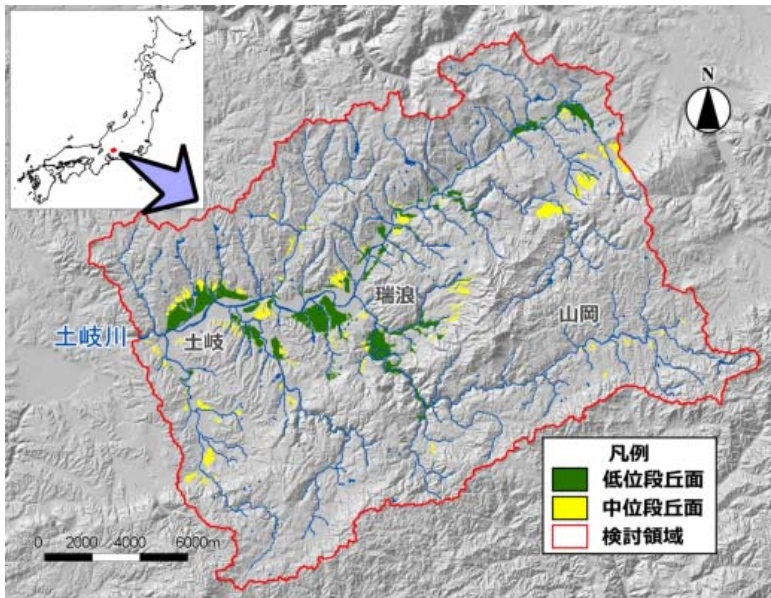 N
瑞浪
山岡
土岐川
土岐
凡例
低位段丘面
中位段丘面
検討領域
0 2000 4000 6000m